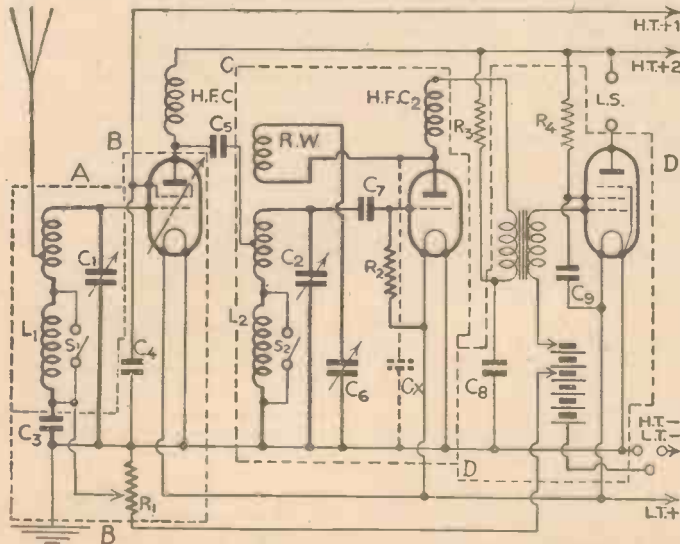 H.T.+1
H.T.+2
C
H.F.C
H.F.C2
L.S.
B
C5
R.W
R3
R4
D
A
C7
C1
C2
R2
C9
L1
S1
L2
S2
C4
C6
Cx
C8
C3
H.T.-
L.T.-
D
R1
L.T.+
B